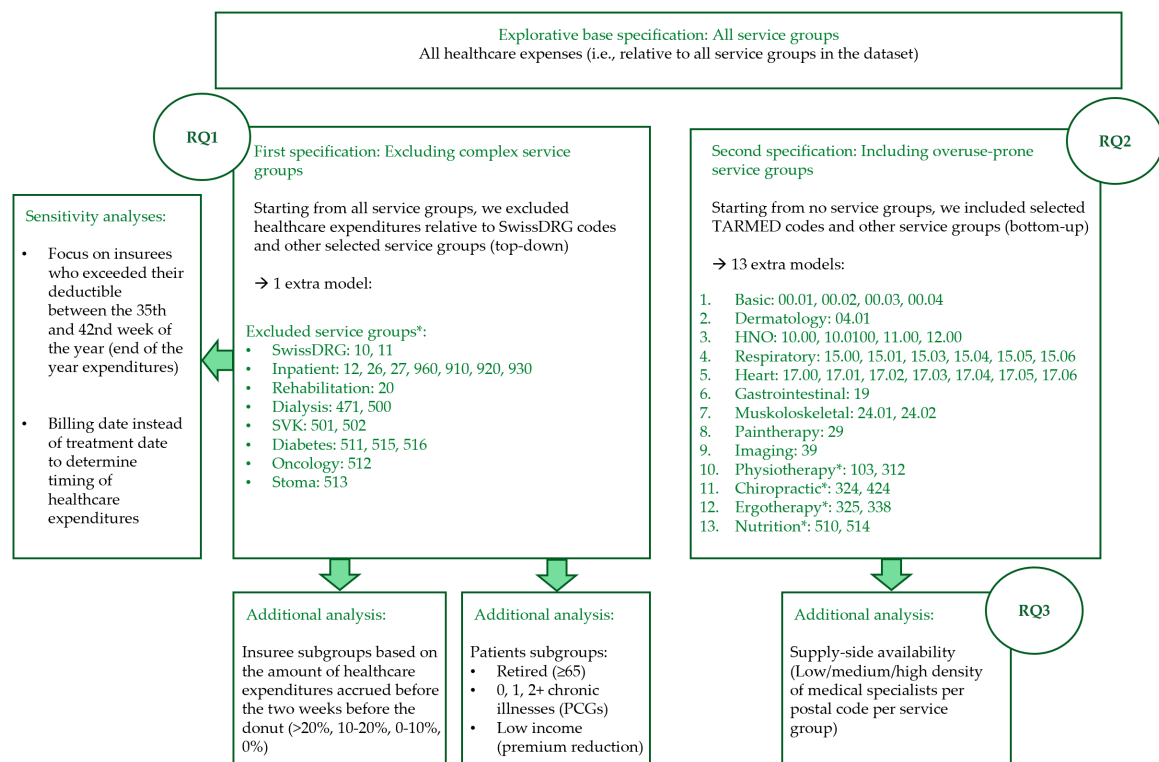 Explorative base specification: All service groups
All healthcare expenses (i.e., relative to all service groups in the dataset)
RQ1
First specification: Excluding complex service
groups
Starting from all service groups, we excluded
healthcare expenditures relative to SwissDRG codes
and other selected service groups (top-down)
→ 1 extra model:
Excluded service groups*:
• SwissDRG: 10, 11
• Inpatient: 12, 26, 27, 960, 910, 920, 930
• Rehabilitation: 20
• Dialysis: 471, 500
• SVK: 501, 502
• Diabetes: 511, 515, 516
• Oncology: 512
• Stoma: 513
RQ2
Second specification: Including overuse-prone
service groups
Starting from no service groups, we included selected
TARMED codes and other service groups (bottom-up)
→ 13 extra models:
1. Basic: 00.01, 00.02, 00.03, 00.04
2. Dermatology: 04.01
3. HNO: 10.00, 10.0100, 11.00, 12.00
4. Respiratory: 15.00, 15.01, 15.03, 15.04, 15.05, 15.06
5. Heart: 17.00, 17.01, 17.02, 17.03, 17.04, 17.05, 17.06
6. Gastrointestinal: 19
7. Muskoloskeletal: 24.01, 24.02
8. Paintherapy: 29
9. Imaging: 39
10. Physiotherapy*: 103, 312
11. Chiropractic*: 324, 424
12. Ergotherapy*: 325, 338
13. Nutrition*: 510, 514
Sensitivity analyses:
• Focus on insurees
who exceeded their
deductible
between the 35th
and 42nd week of
the year (end of the
year expenditures)
• Billing date instead
of treatment date
to determine
timing of
healthcare
expenditures
Additional analysis:
Insuree subgroups based on
the amount of healthcare
expenditures accrued before
the two weeks before the
donut (>20%, 10-20%, 0-10%,
0%)
Additional analysis:
Patients subgroups:
• Retired (≥65)
• 0, 1, 2+ chronic
illnesses (PCGs)
• Low income
(premium reduction)
RQ3
Additional analysis:
Supply-side availability
(Low/medium/high density
of medical specialists per
postal code per service
group)